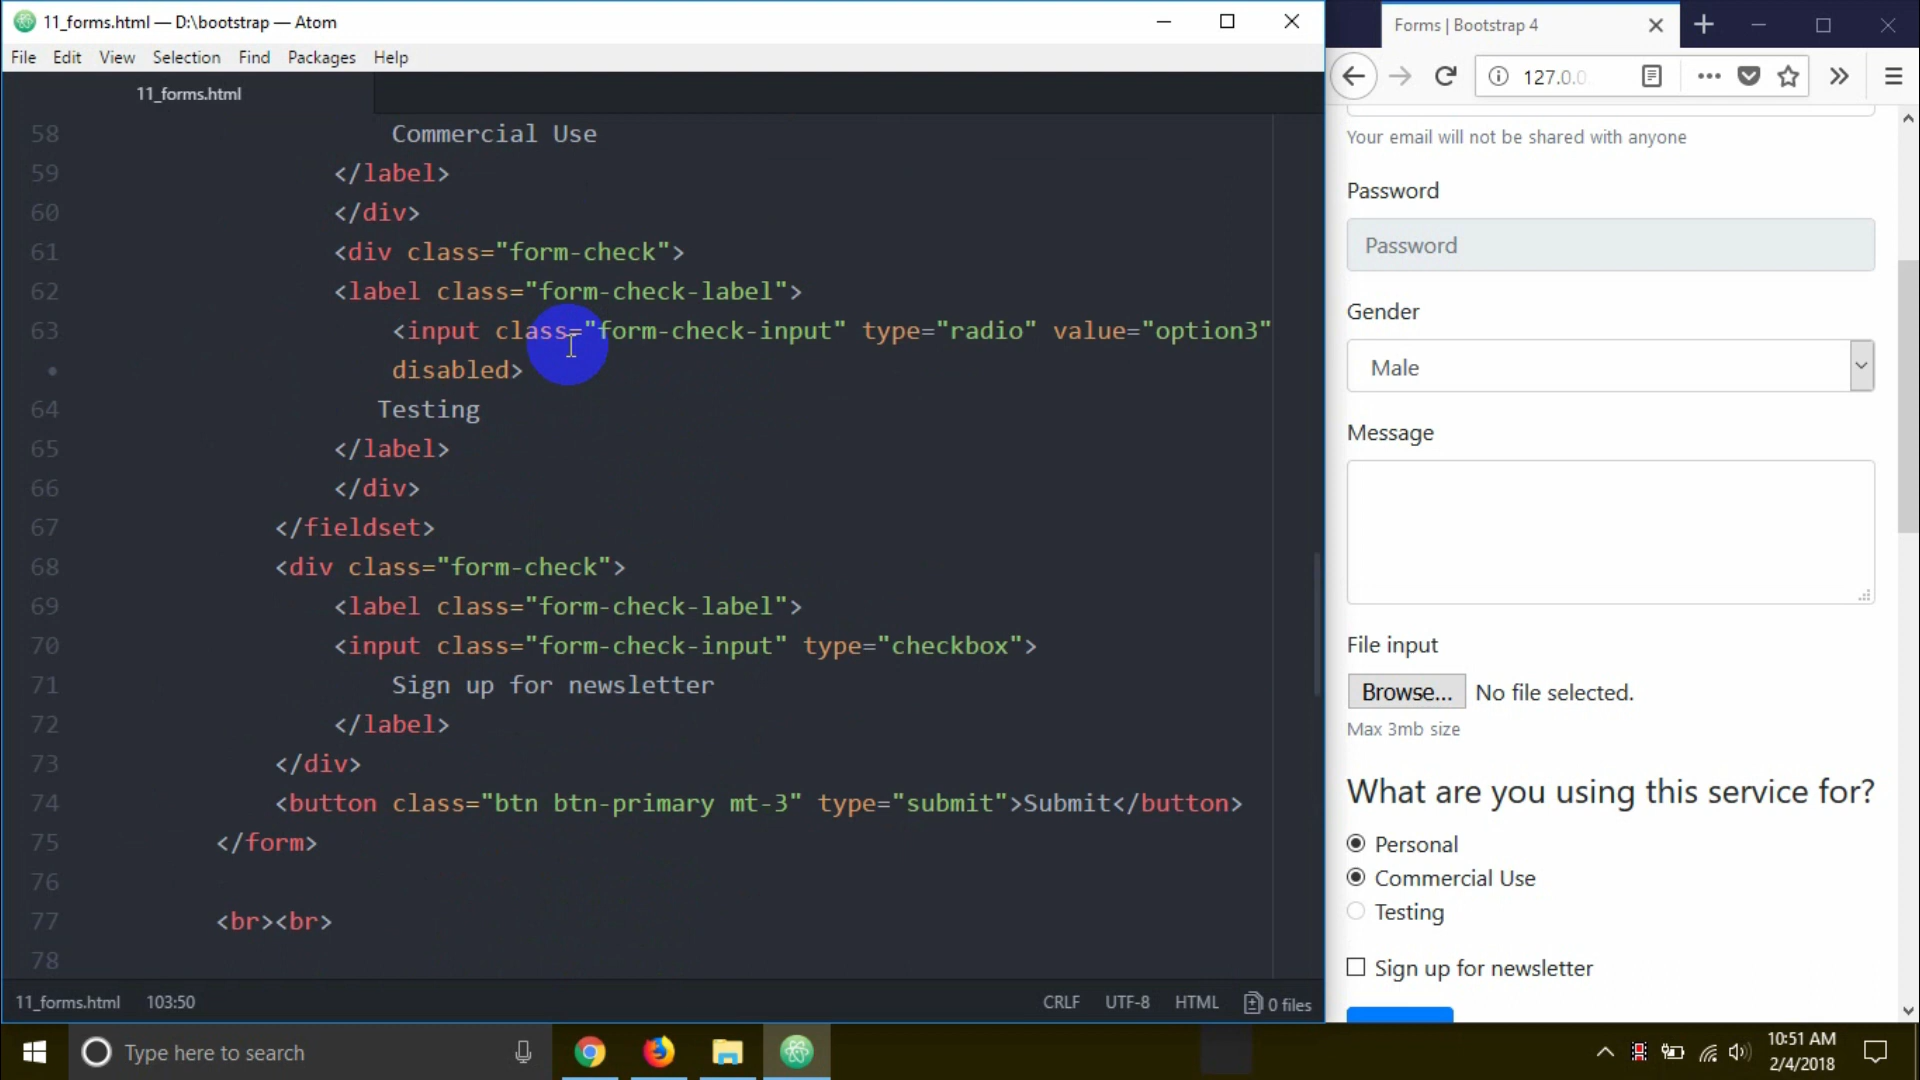 11_forms.html — D:\bootstrap — Atom
File Edit View Selection Find Packages Help
11_forms.html
58 Commercial Use
59 </label>
60 </div>
61 <div class="form-check">
62 <label class="form-check-label">
63 <input class="form-check-input" type="radio" value="option3"
• disabled>
64 Testing
65 </label>
66 </div>
67 </fieldset>
68 <div class="form-check">
69 <label class="form-check-label">
70 <input class="form-check-input" type="checkbox">
71 Sign up for newsletter
72 </label>
73 </div>
74 <button class="btn btn-primary mt-3" type="submit">Submit</button>
75 </form>
76
77 <br><br>
78
11_forms.html 103:50 CRLF UTF-8 HTML 0 files
Forms | Bootstrap 4
127.0.0
Your email will not be shared with anyone
Password
Password
Gender
Male
Message
File input
Browse... No file selected.
Max 3mb size
What are you using this service for?
Personal
Commercial Use
Testing
Sign up for newsletter
Type here to search
10:51 AM
2/4/2018